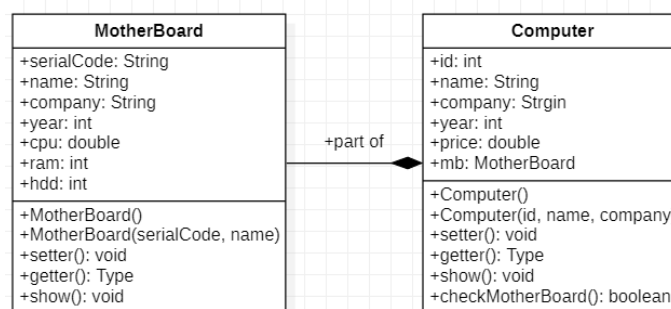 MotherBoard
+serialCode: String
+name: String
+company: String
+year: int
+cpu: double
+ram: int
+hdd: int
+MotherBoard()
+MotherBoard(serialCode, name)
+setter(): void
+getter(): Type
+show(): void
+part of
Computer
+id: int
+name: String
+company: Strgin
+year: int
+price: double
+mb: MotherBoard
+Computer()
+Computer(id, name, company
+setter(): void
+getter(): Type
+show(): void
+checkMotherBoard(): boolean